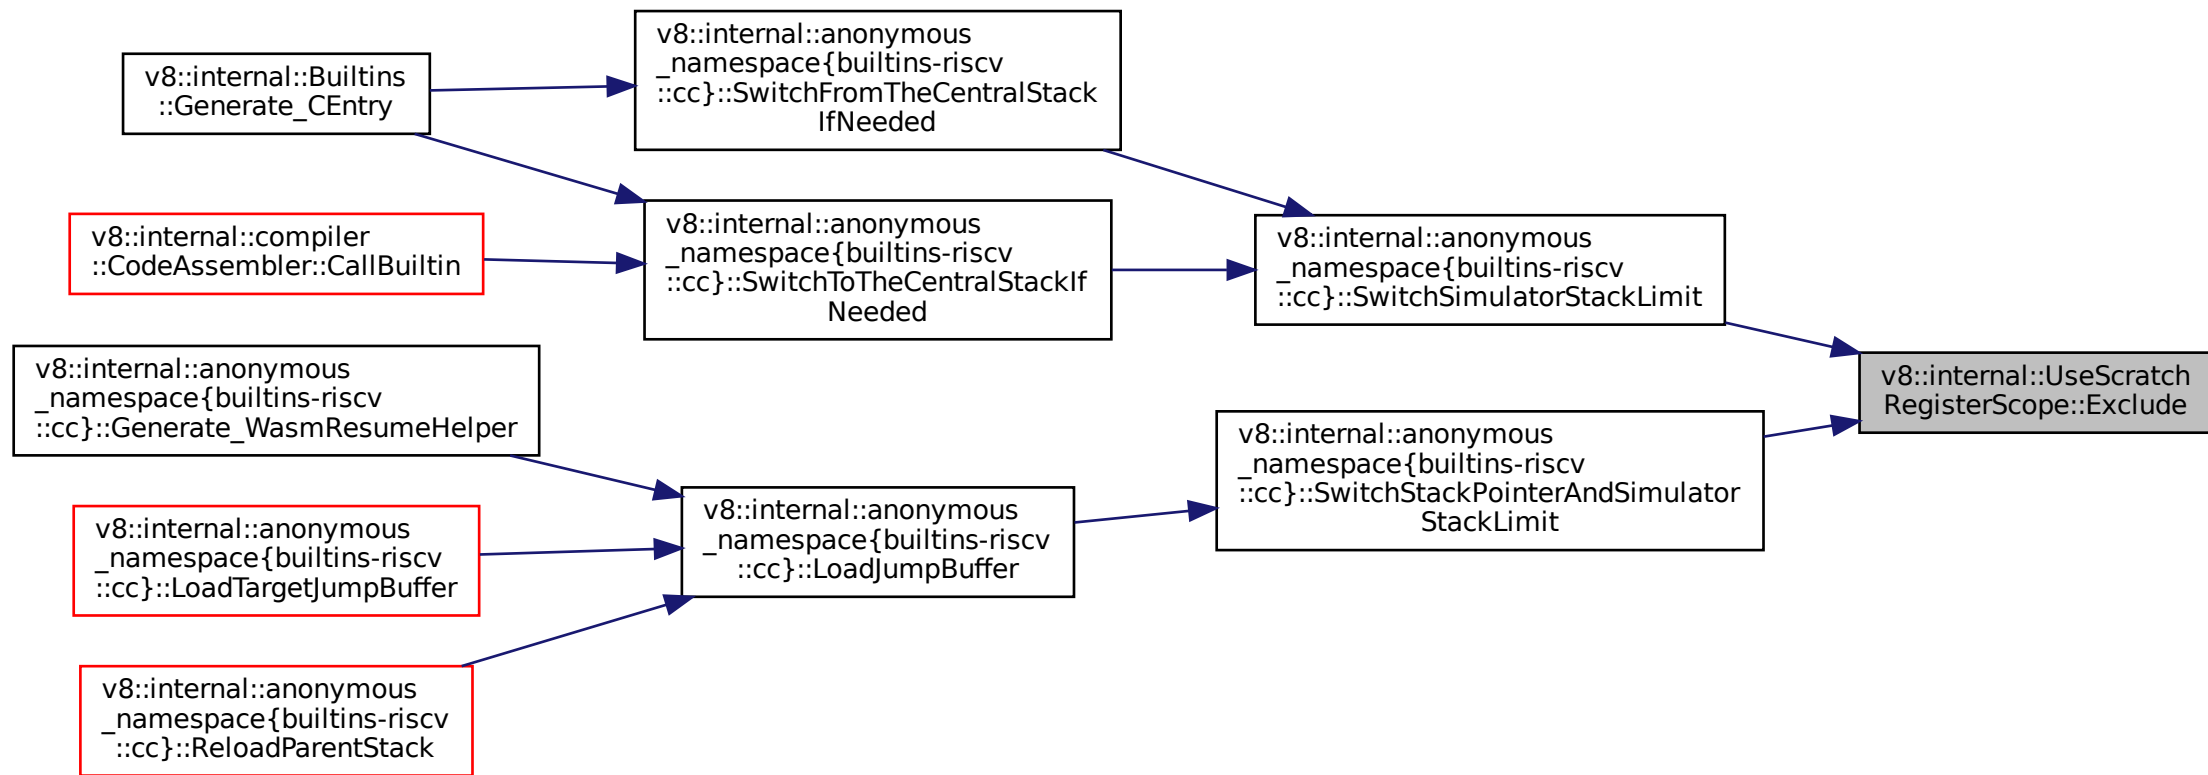 v8::internal::Builtins
::Generate_CEntry
v8::internal::anonymous
_namespace{builtins-riscv
::cc}::SwitchFromTheCentralStack
IfNeeded
v8::internal::compiler
::CodeAssembler::CallBuiltin
v8::internal::anonymous
_namespace{builtins-riscv
::cc}::SwitchToTheCentralStackIf
Needed
v8::internal::anonymous
_namespace{builtins-riscv
::cc}::SwitchSimulatorStackLimit
v8::internal::UseScratch
RegisterScope::Exclude
v8::internal::anonymous
_namespace{builtins-riscv
::cc}::Generate_WasmResumeHelper
v8::internal::anonymous
_namespace{builtins-riscv
::cc}::SwitchStackPointerAndSimulator
StackLimit
v8::internal::anonymous
_namespace{builtins-riscv
::cc}::LoadJumpBuffer
v8::internal::anonymous
_namespace{builtins-riscv
::cc}::LoadTargetJumpBuffer
v8::internal::anonymous
_namespace{builtins-riscv
::cc}::ReloadParentStack